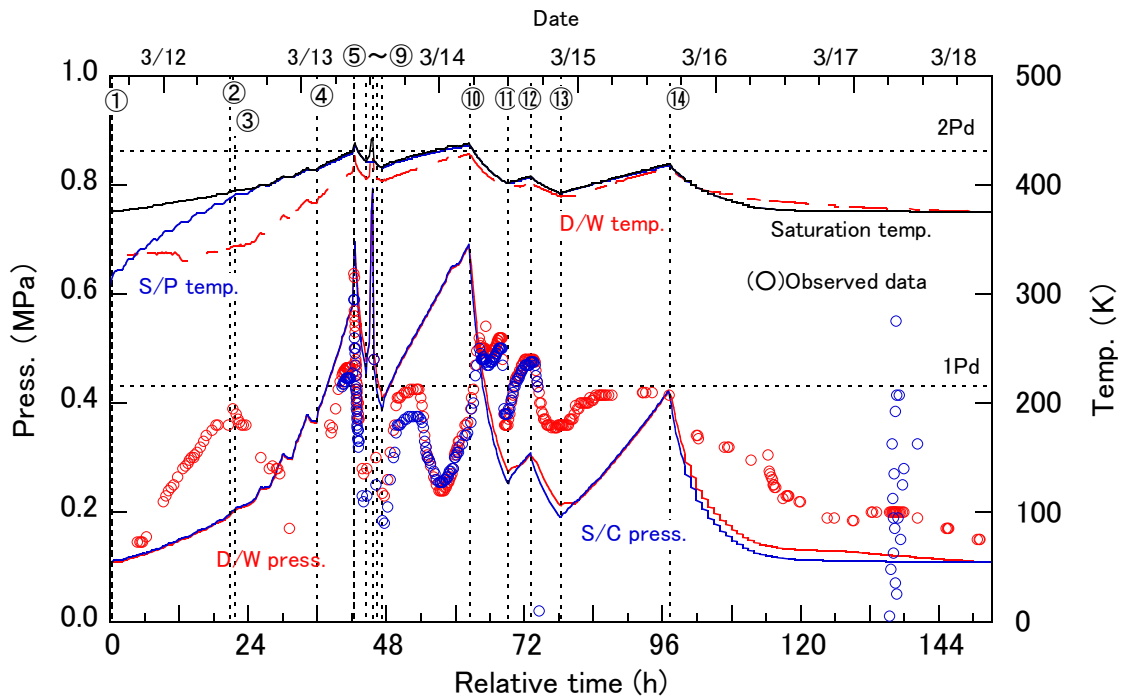 Date
3/12 3/13 3/14 3/15 3/16 3/17 3/18
1.0 0.8 0.6 0.4 0.2 0.0
Press. (MPa)
① ② ③ ④ ⑤～⑨ ⑩ ⑪ ⑫ ⑬ ⑭
2Pd
S/P temp.
D/W temp.
Saturation temp.
(○)Observed data
1Pd
D/W press.
S/C press.
500 400 300 200 100 0
Temp. (K)
0 24 48 72 96 120 144
Relative time (h)